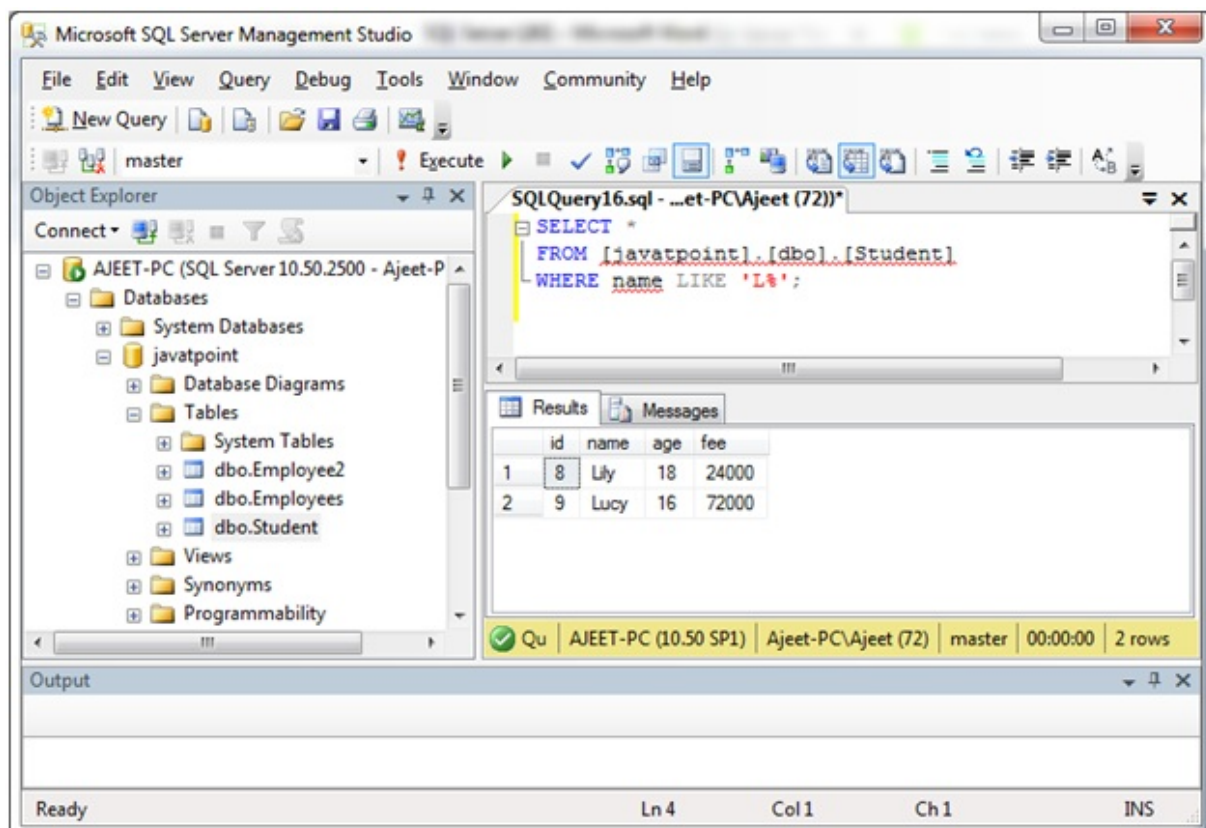 Microsoft SQL Server Management Studio
File Edit View Query Debug Tools Window Community Help
New Query
master Execute
Object Explorer
Connect
AJEET-PC (SQL Server 10.50.2500 - Ajeet-P
Databases
System Databases
javatpoint
Database Diagrams
Tables
System Tables
dbo.Employee2
dbo.Employees
dbo.Student
Views
Synonyms
Programmability
SQLQuery16.sql - ...et-PC\Ajeet (72))*
SELECT *
FROM [javatpoint].[dbo].[Student]
WHERE name LIKE 'L%';
Results Messages
id name age fee
1 8 Lily 18 24000
2 9 Lucy 16 72000
Qu AJEET-PC (10.50 SP1) Ajeet-PC\Ajeet (72) master 00:00:00 2 rows
Output
Ready Ln 4 Col 1 Ch 1 INS